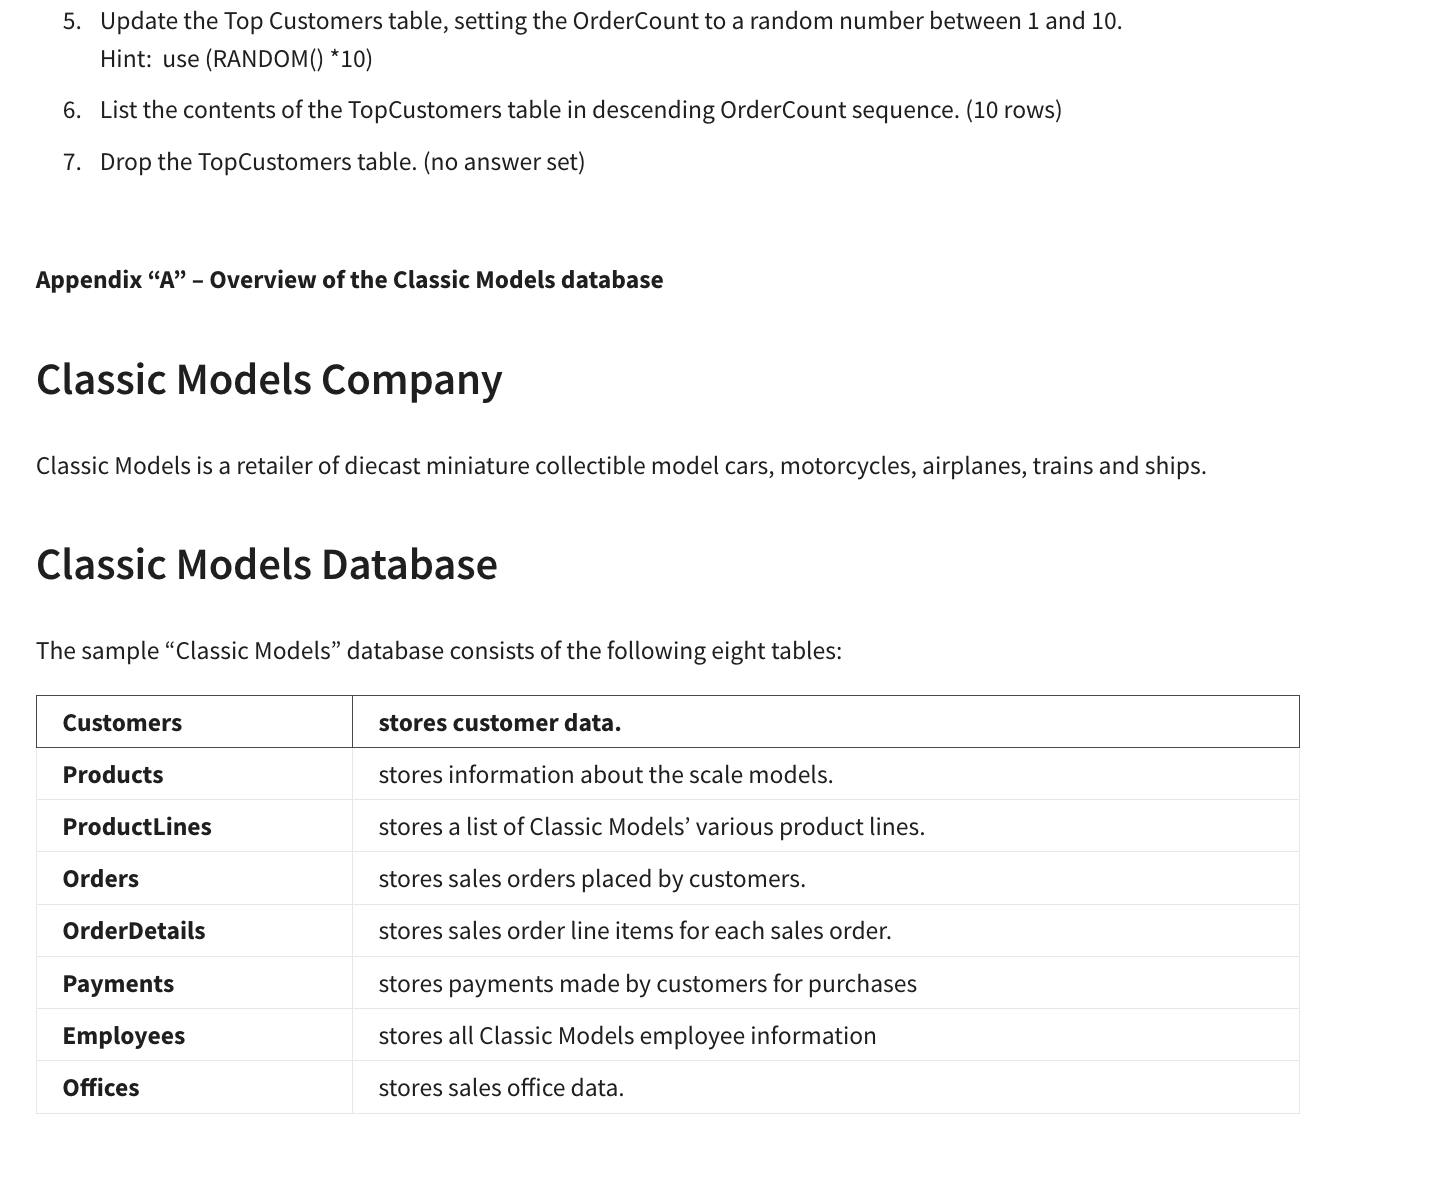 5. Update the Top Customers table, setting the OrderCount to a random number between 1 and 10.
Hint:  use (RANDOM() *10)
6. List the contents of the TopCustomers table in descending OrderCount sequence. (10 rows)
7. Drop the TopCustomers table. (no answer set)
Appendix “A” – Overview of the Classic Models database
Classic Models Company
Classic Models is a retailer of diecast miniature collectible model cars, motorcycles, airplanes, trains and ships.
Classic Models Database
The sample “Classic Models” database consists of the following eight tables:
Customers stores customer data.
Products stores information about the scale models.
ProductLines stores a list of Classic Models’ various product lines.
Orders stores sales orders placed by customers.
OrderDetails stores sales order line items for each sales order.
Payments stores payments made by customers for purchases
Employees stores all Classic Models employee information
Offices stores sales office data.